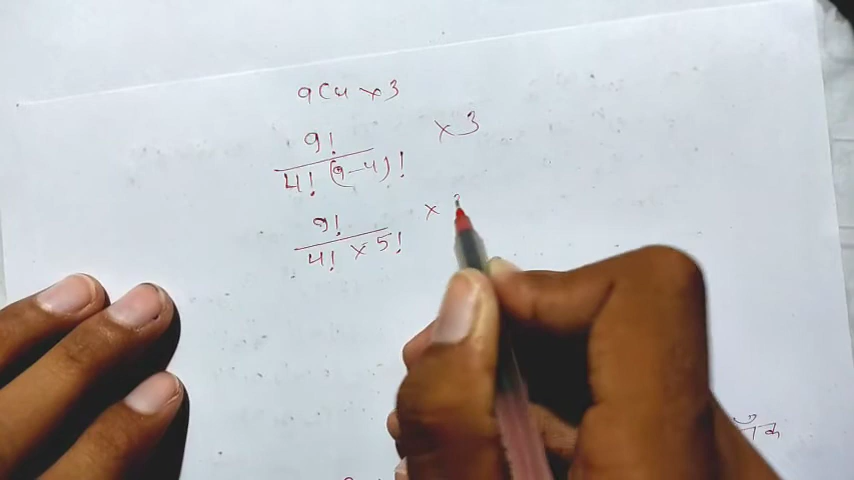 9C4 × 3
9! × 3
4! (9-4)!
9! ×
4! × 5!